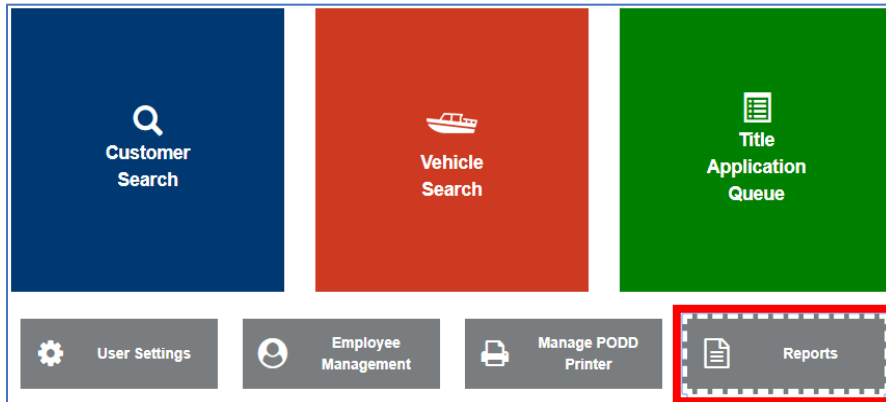 Customer
Search
Vehicle
Search
Title
Application
Queue
User Settings
Employee
Management
Manage PODD
Printer
Reports